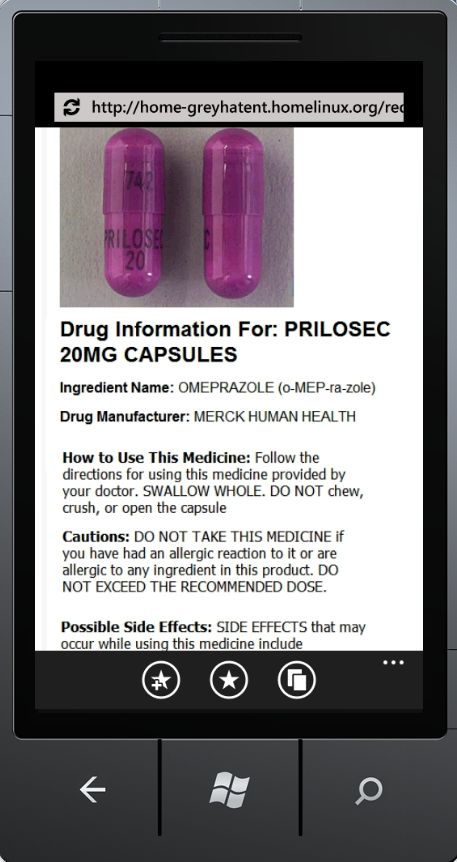 http://home-greyhatent.homelinux.org/rec
742
PRILOSEC
20
C
Drug Information For: PRILOSEC
20MG CAPSULES
Ingredient Name: OMEPRAZOLE (o-MEP-ra-zole)
Drug Manufacturer: MERCK HUMAN HEALTH
How to Use This Medicine: Follow the
directions for using this medicine provided by
your doctor. SWALLOW WHOLE. DO NOT chew,
crush, or open the capsule
Cautions: DO NOT TAKE THIS MEDICINE if
you have had an allergic reaction to it or are
allergic to any ingredient in this product. DO
NOT EXCEED THE RECOMMENDED DOSE.
Possible Side Effects: SIDE EFFECTS that may
occur while using this medicine include